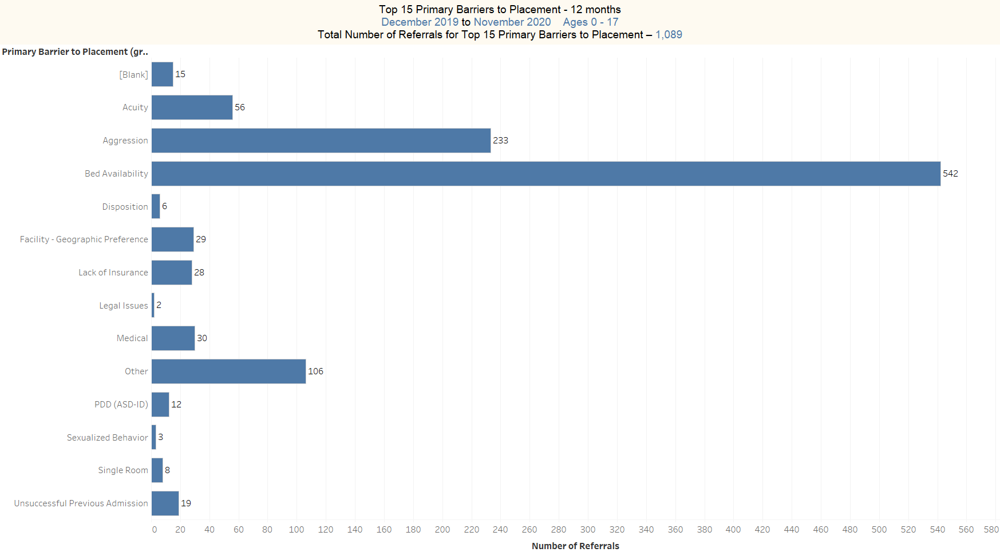 Top 15 Primary Barriers to Placement - 12 months
December 2019 to November 2020 Ages 0 - 17
Total Number of Referrals for Top 15 Primary Barriers to Placement – 1,089
Primary Barrier to Placement (gr..
[Blank] 15
Acuity 56
Aggression 233
Bed Availability 542
Disposition 6
Facility - Geographic Preference 29
Lack of Insurance 28
Legal Issues 2
Medical 30
Other 106
PDD (ASD-ID) 12
Sexualized Behavior 3
Single Room 8
Unsuccessful Previous Admission 19
0 20 40 60 80 100 120 140 160 180 200 220 240 260 280 300 320 340 360 380 400 420 440 460 480 500 520 540 560 580
Number of Referrals